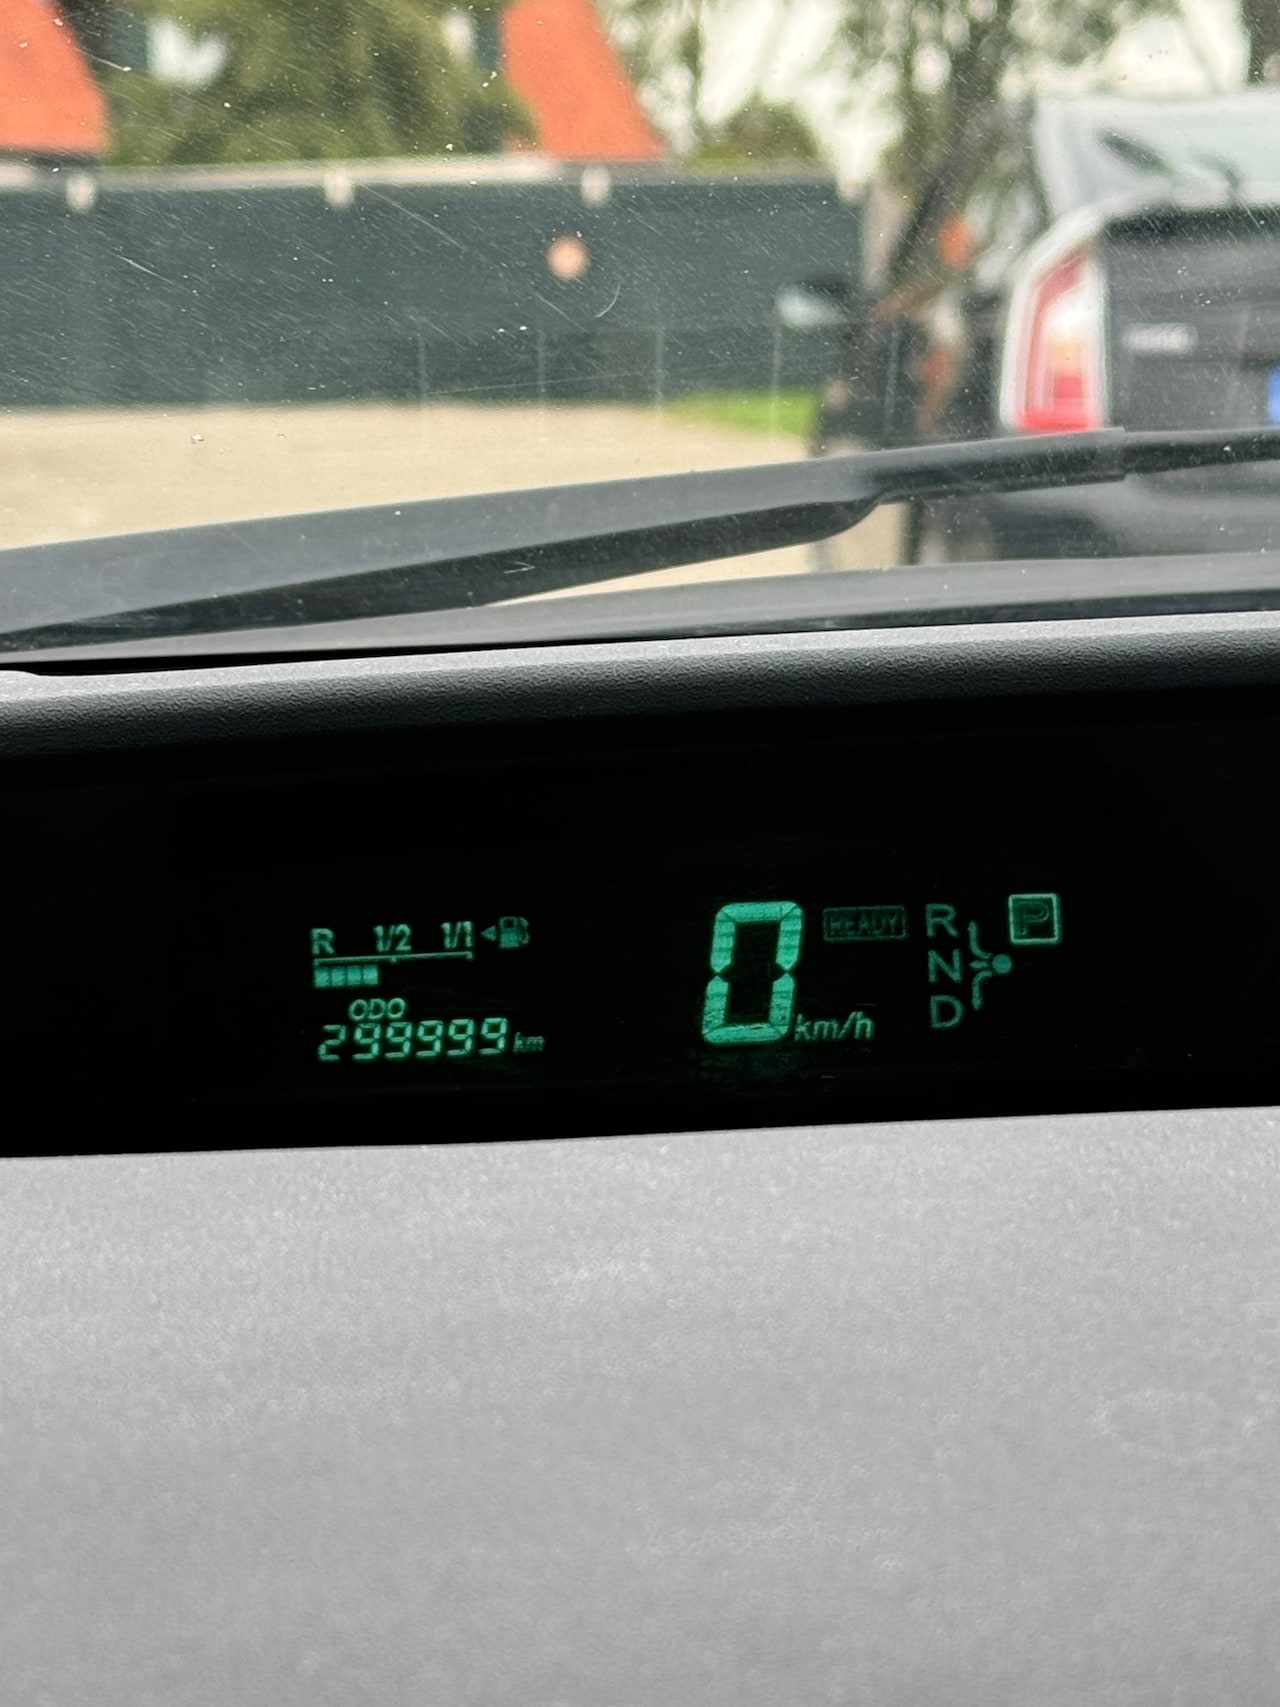 R 1/2 1/1
ODO
299999 km
0 km/h
READY
R
N
D
P